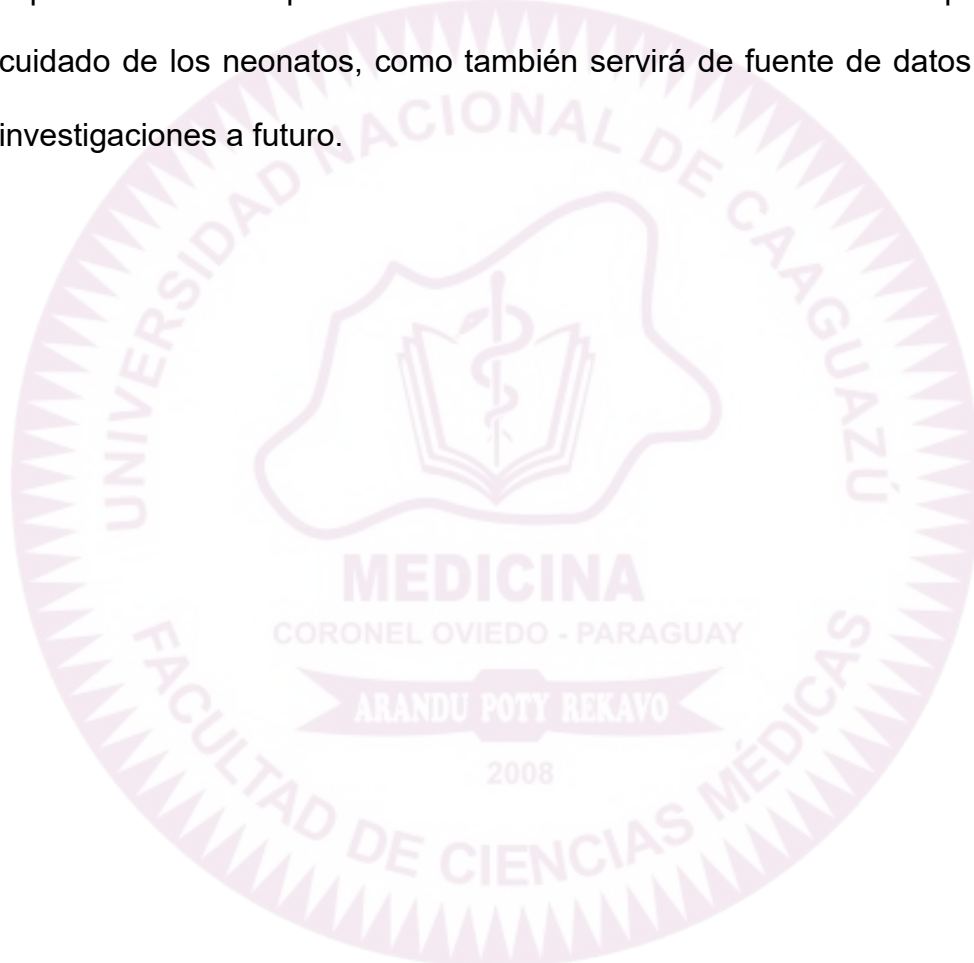 cuidado de los neonatos, como también servirá de fuente de datos
investigaciones a futuro.
UNIVERSIDAD NACIONAL DE CAAGUAZÚ
MEDICINA
CORONEL OVIEDO - PARAGUAY
ARANDU POTY REKAVO
2008
FACULTAD DE CIENCIAS MÉDICAS